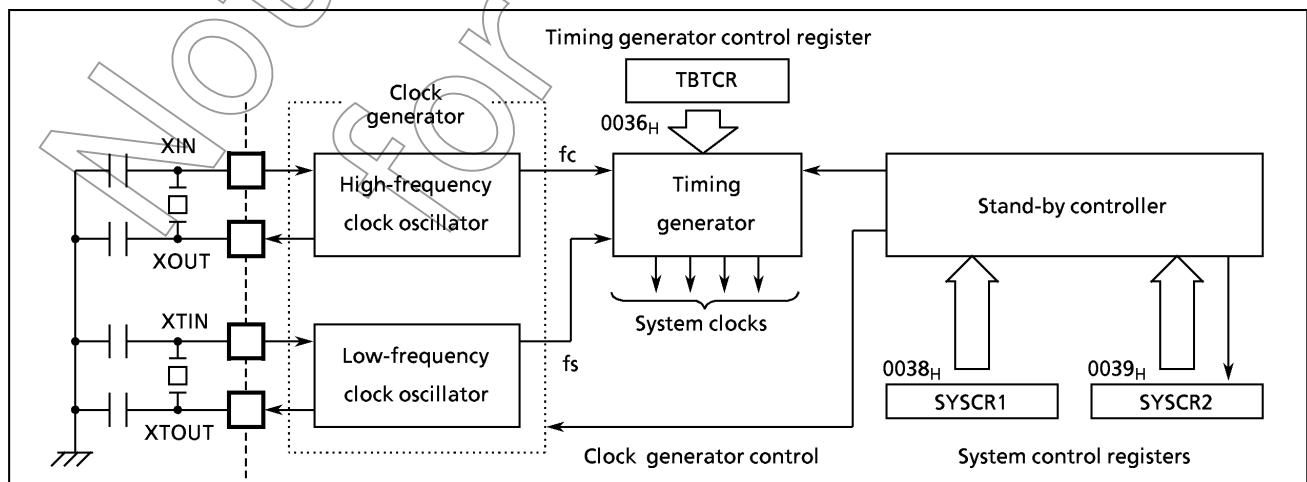 Timing generator control register
TBTCR
Clock
generator
0036H
XIN
fc
High-frequency
clock oscillator
Timing
generator
Stand-by controller
XOUT
System clocks
XTIN
Low-frequency
clock oscillator
fs
0038H
0039H
SYSCR1
SYSCR2
XTOUT
Clock generator control
System control registers
for